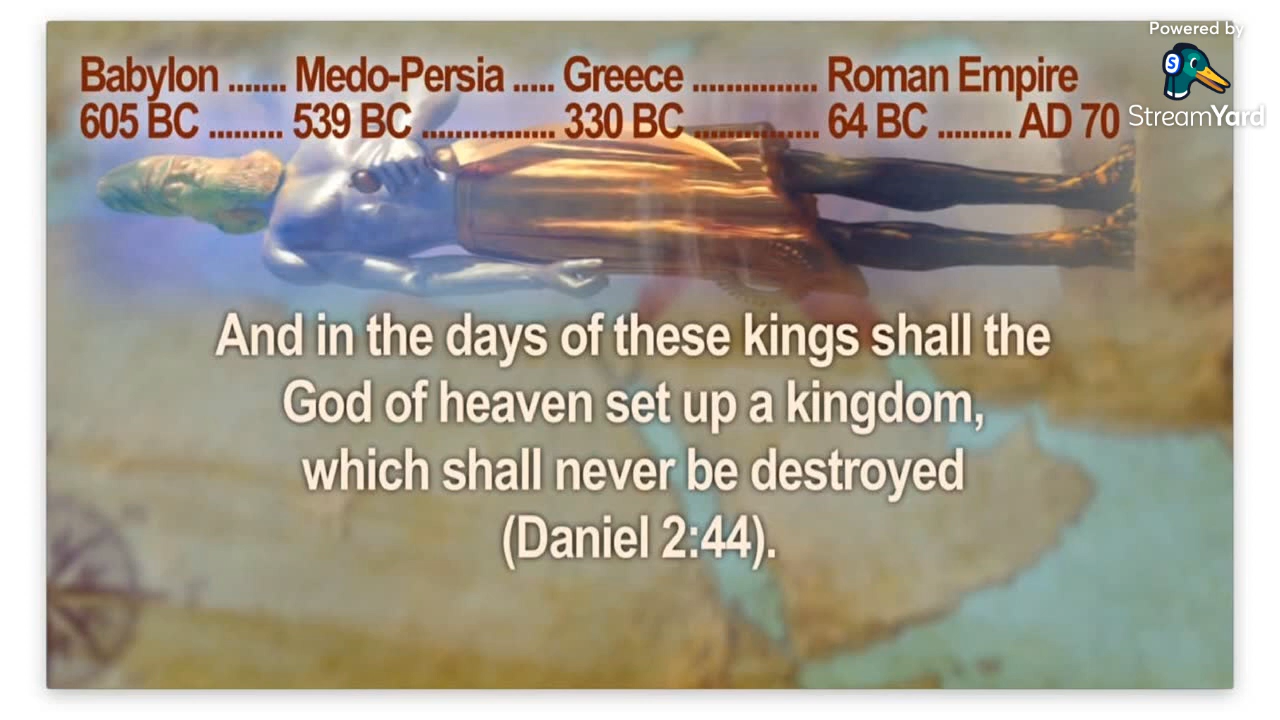 Powered by
StreamYard
Babylon ....... Medo-Persia ..... Greece ............... Roman Empire
605 BC ......... 539 BC ................ 330 BC............... 64 BC ......... AD 70
And in the days of these kings shall the
God of heaven set up a kingdom,
which shall never be destroyed
(Daniel 2:44).